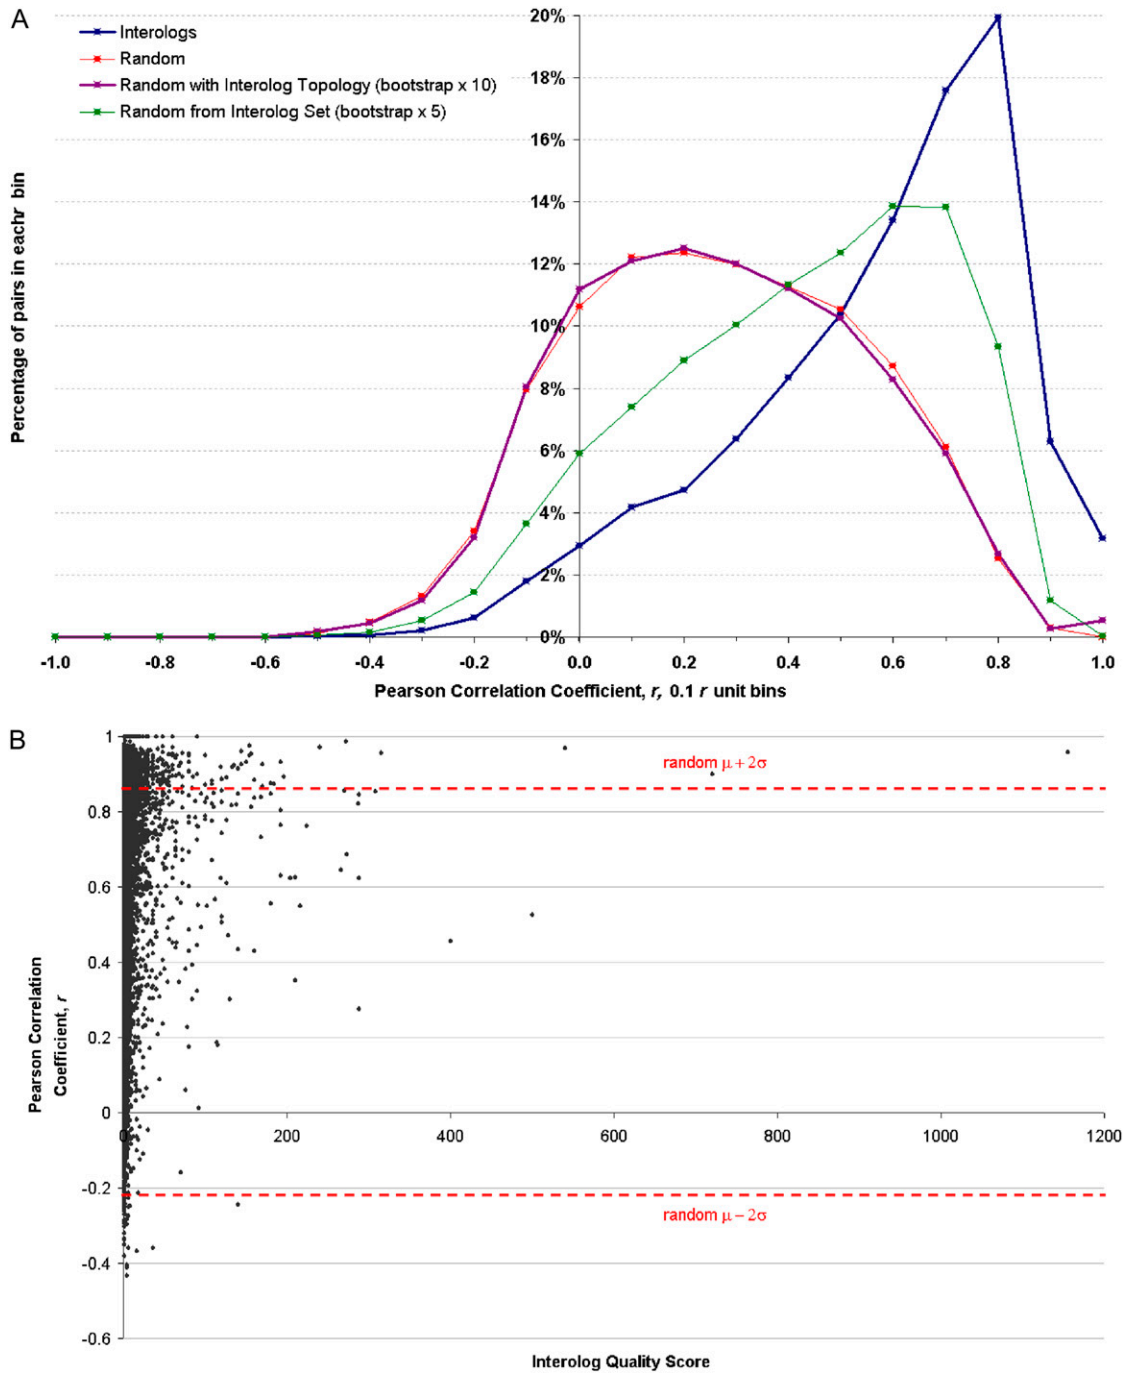 A
Interologs
Random
Random with Interolog Topology (bootstrap x 10)
Random from Interolog Set (bootstrap x 5)
Percentage of pairs in eachr bin
20%
18%
16%
14%
12%
10%
8%
6%
4%
2%
0%
-1.0 -0.8 -0.6 -0.4 -0.2 0.0 0.2 0.4 0.6 0.8 1.0
Pearson Correlation Coefficient, r, 0.1 r unit bins
B
Pearson Correlation
Coefficient, r
1
0.8
0.6
0.4
0.2
0
-0.2
-0.4
-0.6
random μ+2σ
0 200 400 600 800 1000 1200
random μ−2σ
Interolog Quality Score